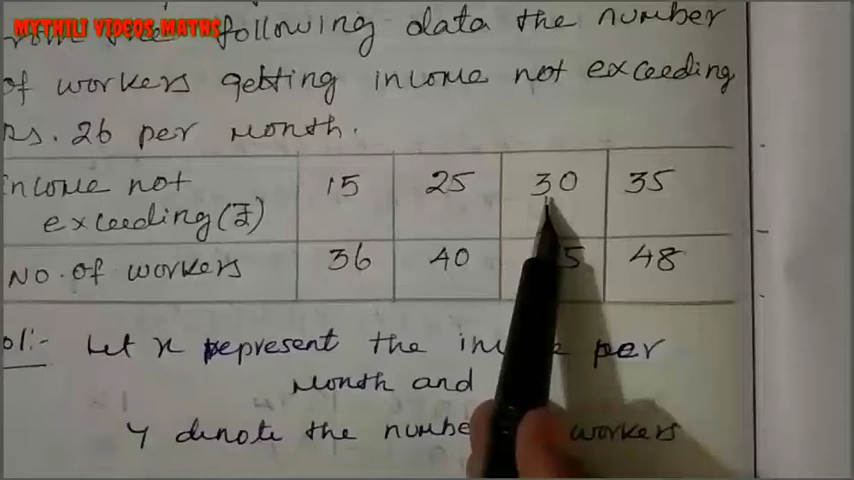 MYTHILI VIDEOS MATHS
following data the number
of workers getting income not exceeding
Rs. 26 per month.
Income not exceeding (₹) 15 25 30 35
No. of workers 36 40 5 48
Sol:- Let x represent the per
month and
Y denote the workers